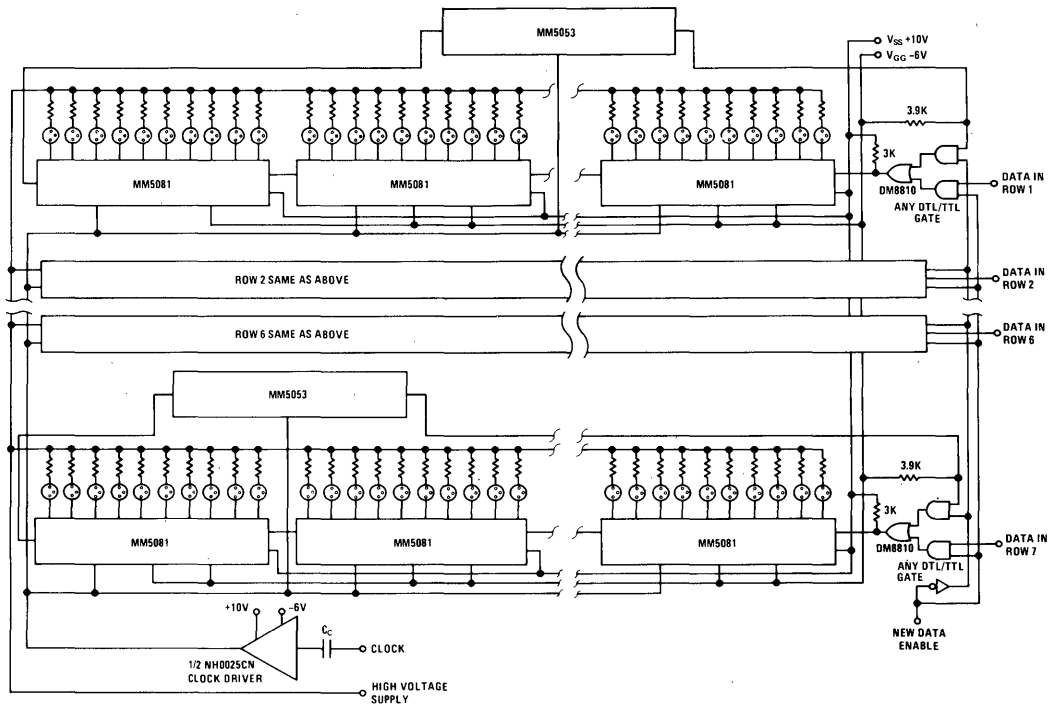 MM5053
VSS +10V
VGG -6V
3.9K
3K
MM5081
MM5081
MM5081
DM8810
ANY DTL/TTL
GATE
DATA IN
ROW 1
ROW 2 SAME AS ABOVE
DATA IN
ROW 2
ROW 6 SAME AS ABOVE
DATA IN
ROW 6
MM5053
3.9K
3K
MM5081
MM5081
MM5081
DM8810
ANY DTL/TTL
GATE
DATA IN
ROW 7
+10V
-6V
CC
CLOCK
1/2 NH0025CN
CLOCK DRIVER
NEW DATA
ENABLE
HIGH VOLTAGE
SUPPLY